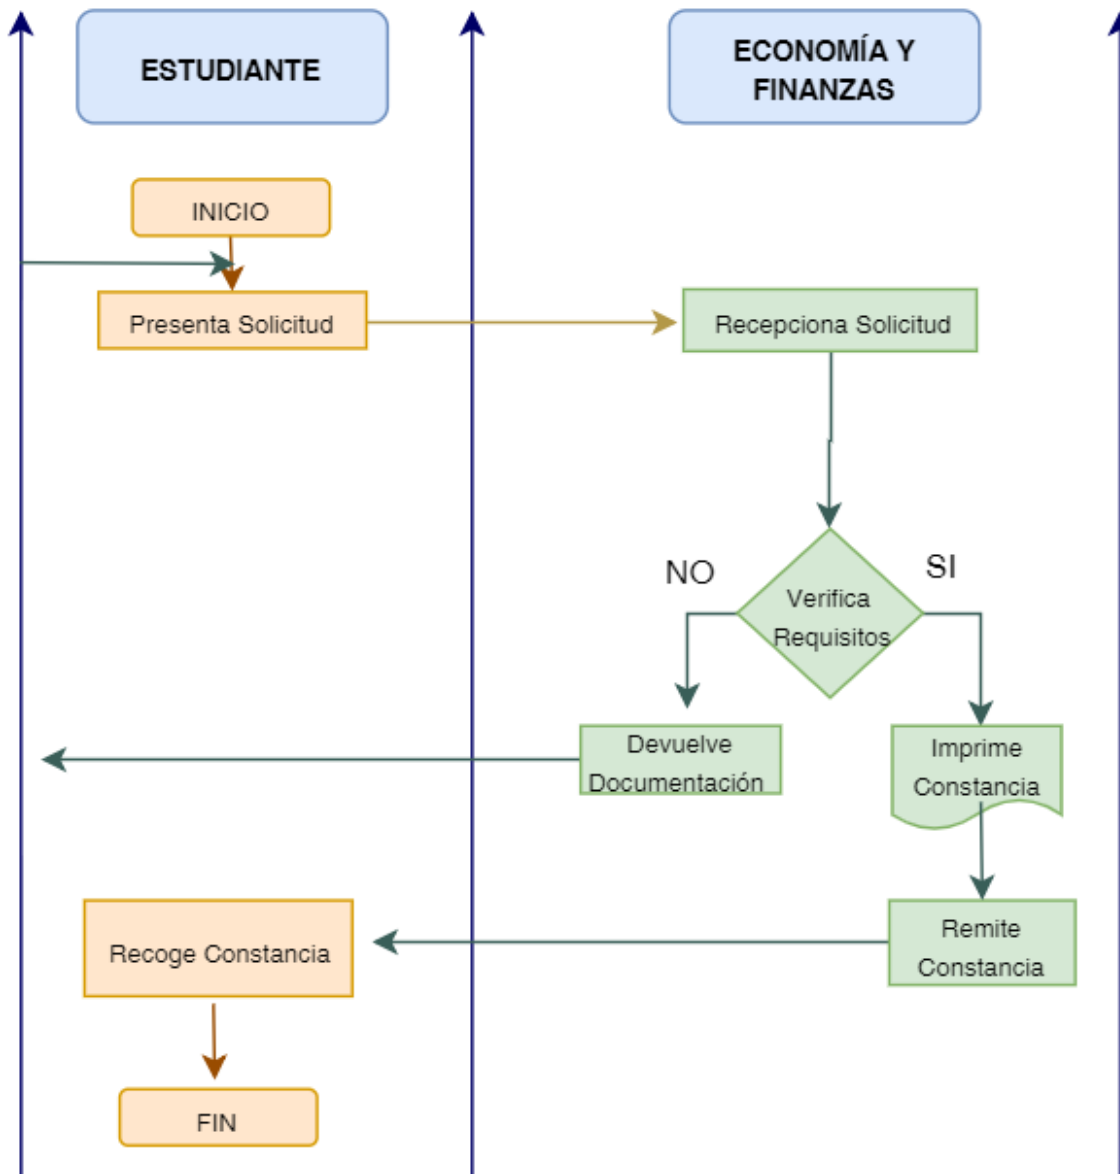 ESTUDIANTE
ECONOMÍA Y
FINANZAS
INICIO
Presenta Solicitud
Recepciona Solicitud
NO
SI
Verifica
Requisitos
Devuelve
Documentación
Imprime
Constancia
Recoge Constancia
Remite
Constancia
FIN